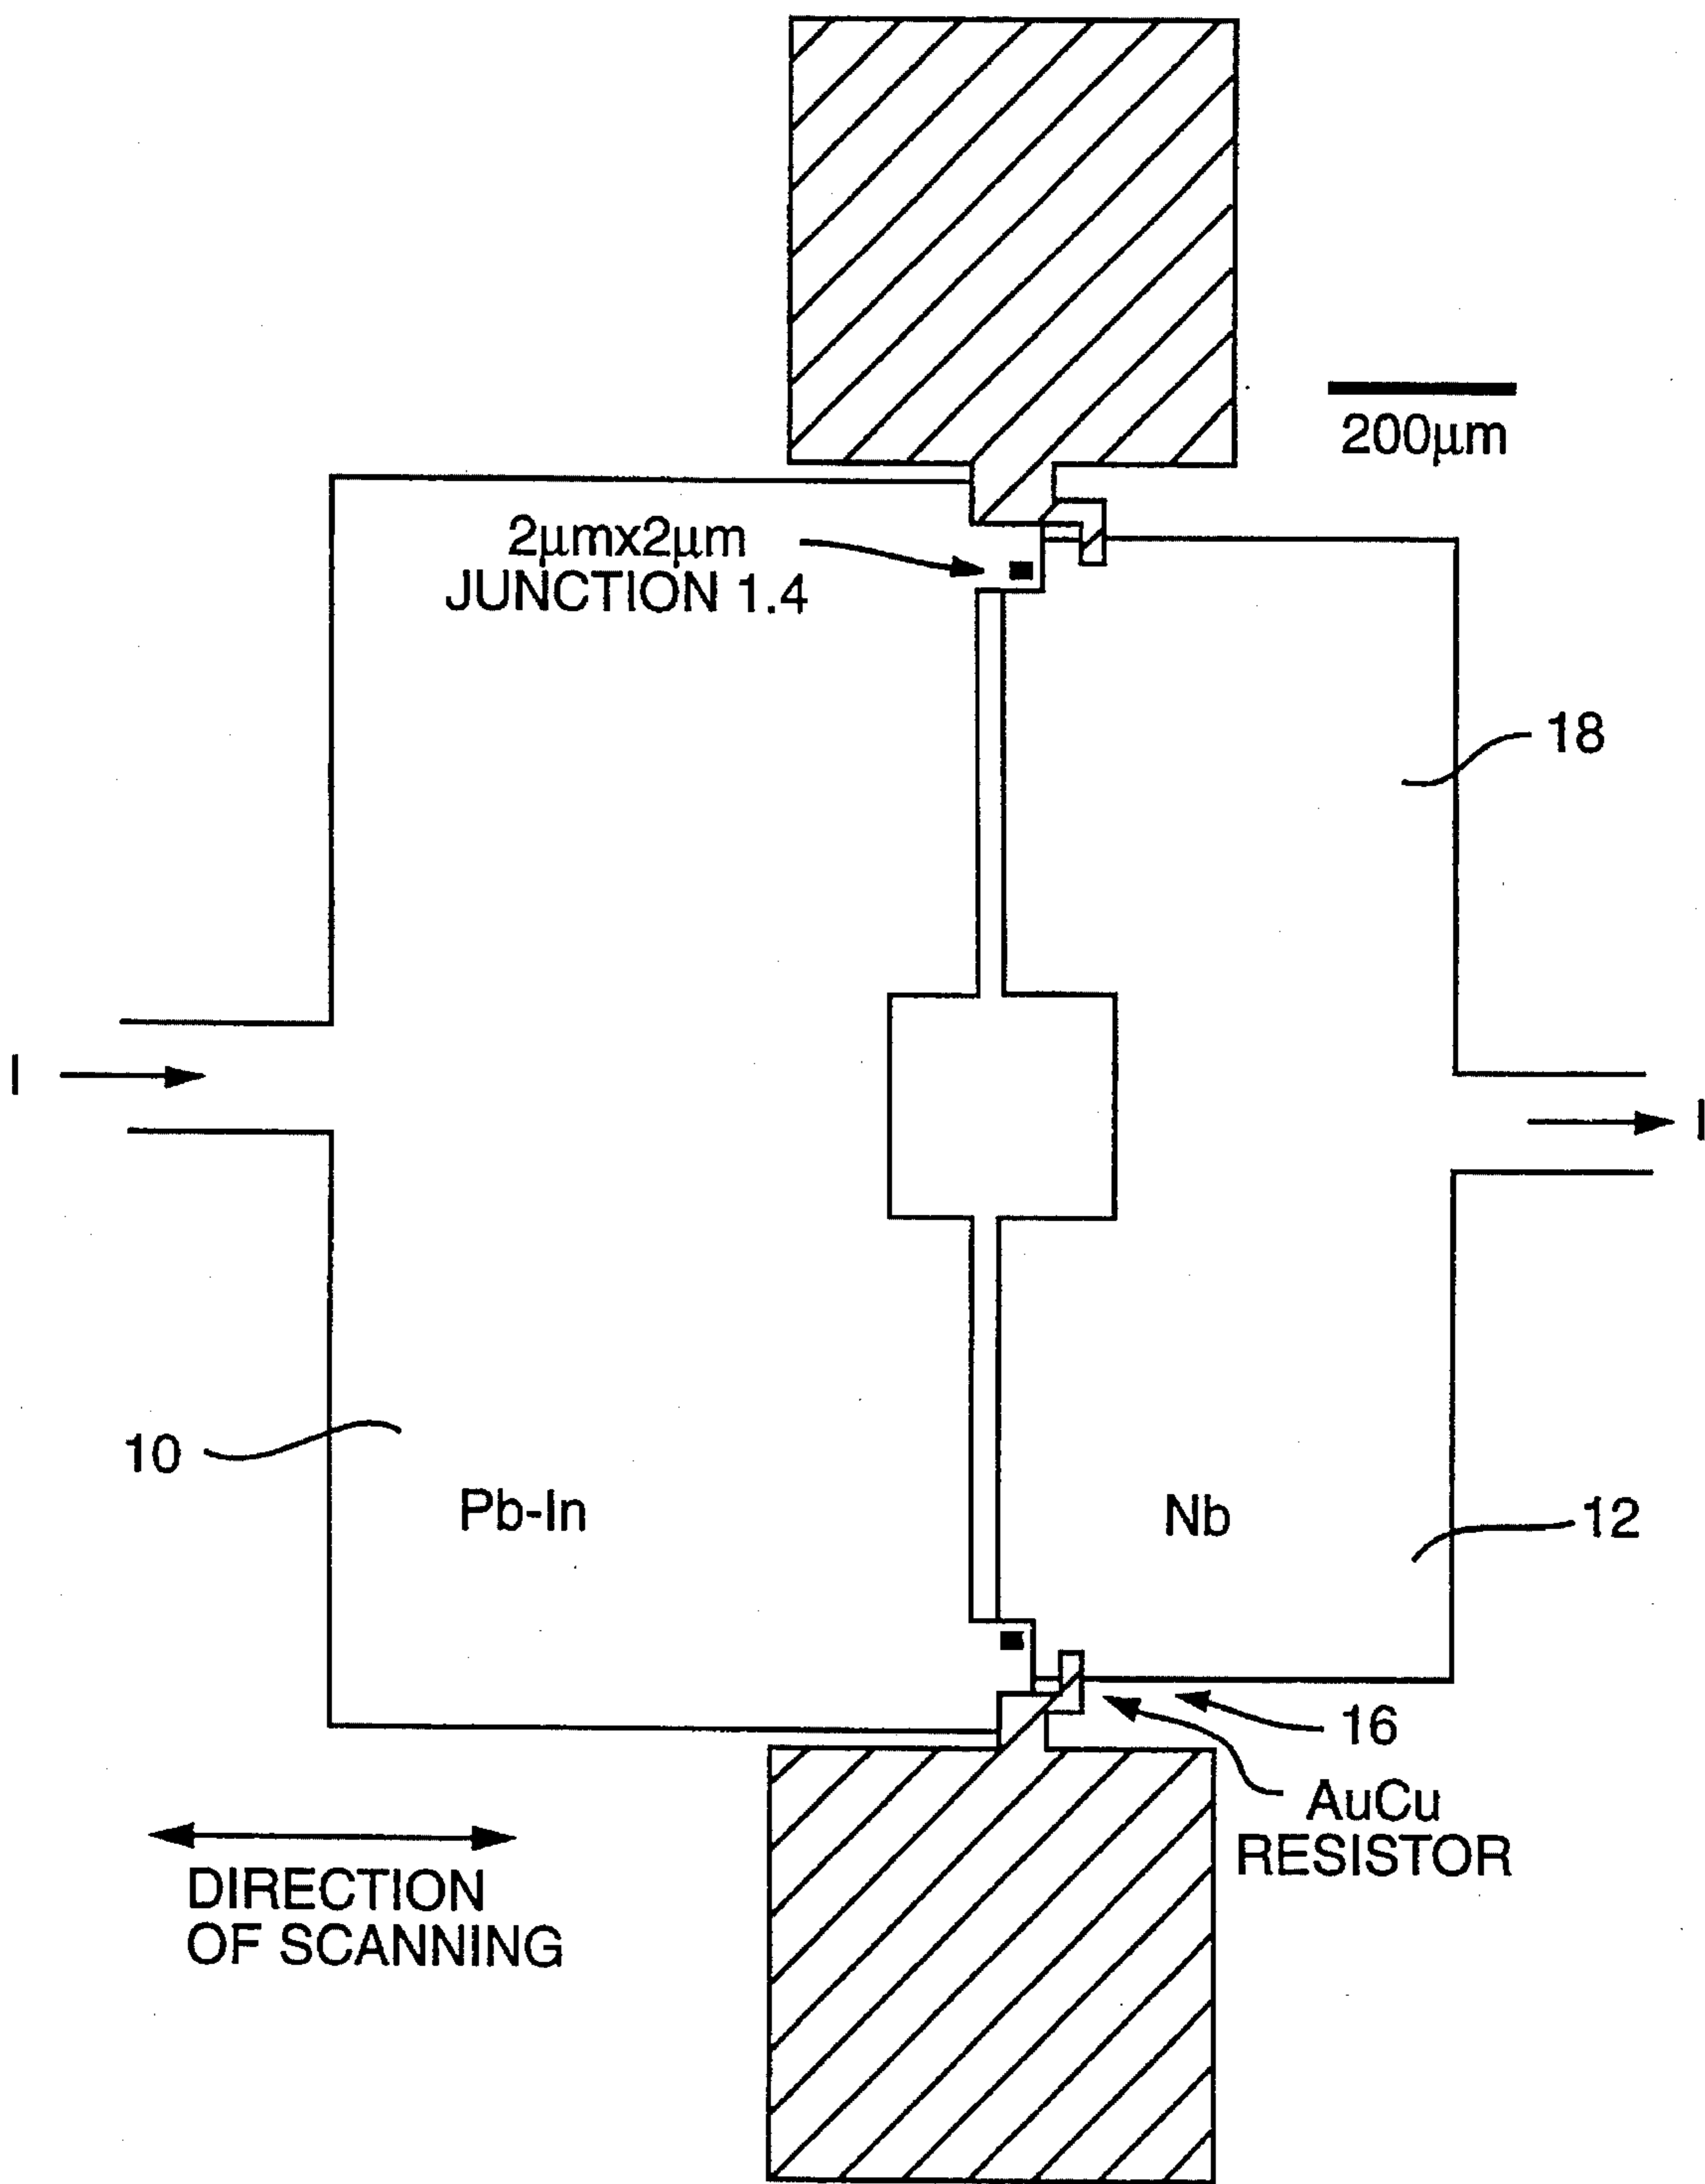 200μm
2μmx2μm
JUNCTION 1.4
18
I
I
10
Pb-In
Nb
12
16
AuCu
RESISTOR
DIRECTION
OF SCANNING